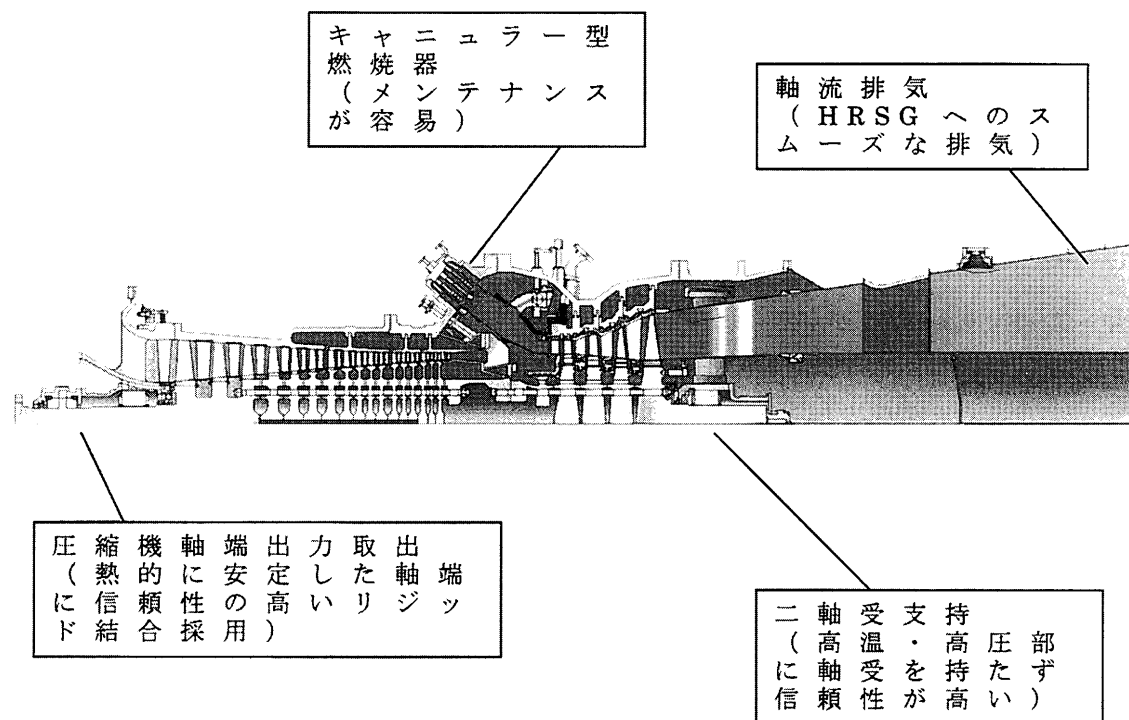 キャニュラー型
燃焼器
(メンテナンス
が容易)
軸流排気
(HRSGへのス
ムーズな排気)
圧縮機軸端出力取出
(熱的に安定した軸端
に信頼性の高いリジッ
ド結合採用)
二軸受支持
(高温・高圧部
に軸受を持たず
信頼性が高い)